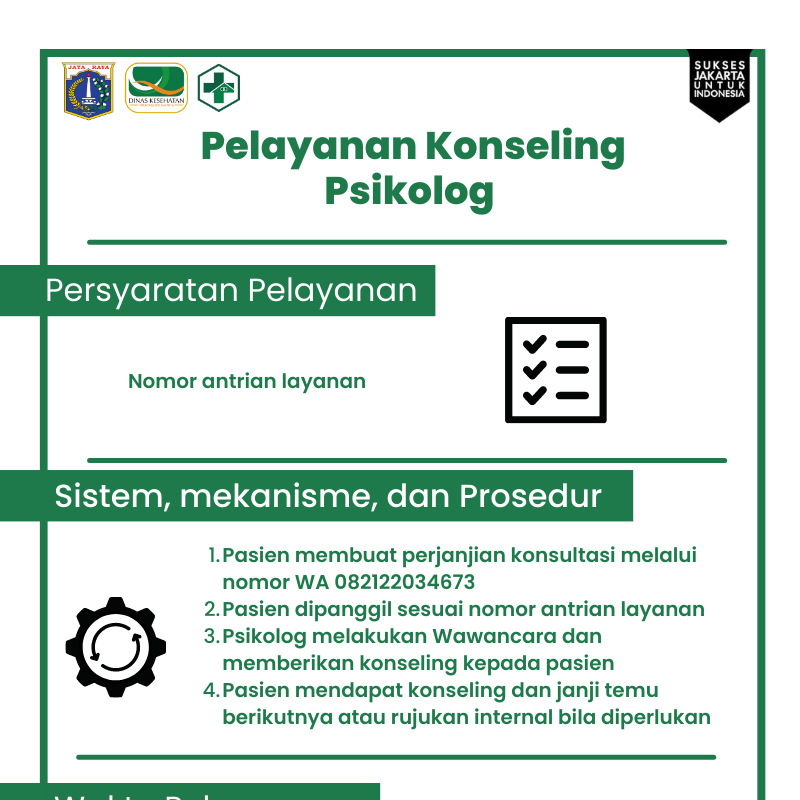 JAYA RAYA
DINAS KESEHATAN
SUKSES
JAKARTA
UNTUK
INDONESIA
Pelayanan Konseling
Psikolog
Persyaratan Pelayanan
Nomor antrian layanan
Sistem, mekanisme, dan Prosedur
1. Pasien membuat perjanjian konsultasi melalui
nomor WA 082122034673
2. Pasien dipanggil sesuai nomor antrian layanan
3. Psikolog melakukan Wawancara dan
memberikan konseling kepada pasien
4. Pasien mendapat konseling dan janji temu
berikutnya atau rujukan internal bila diperlukan